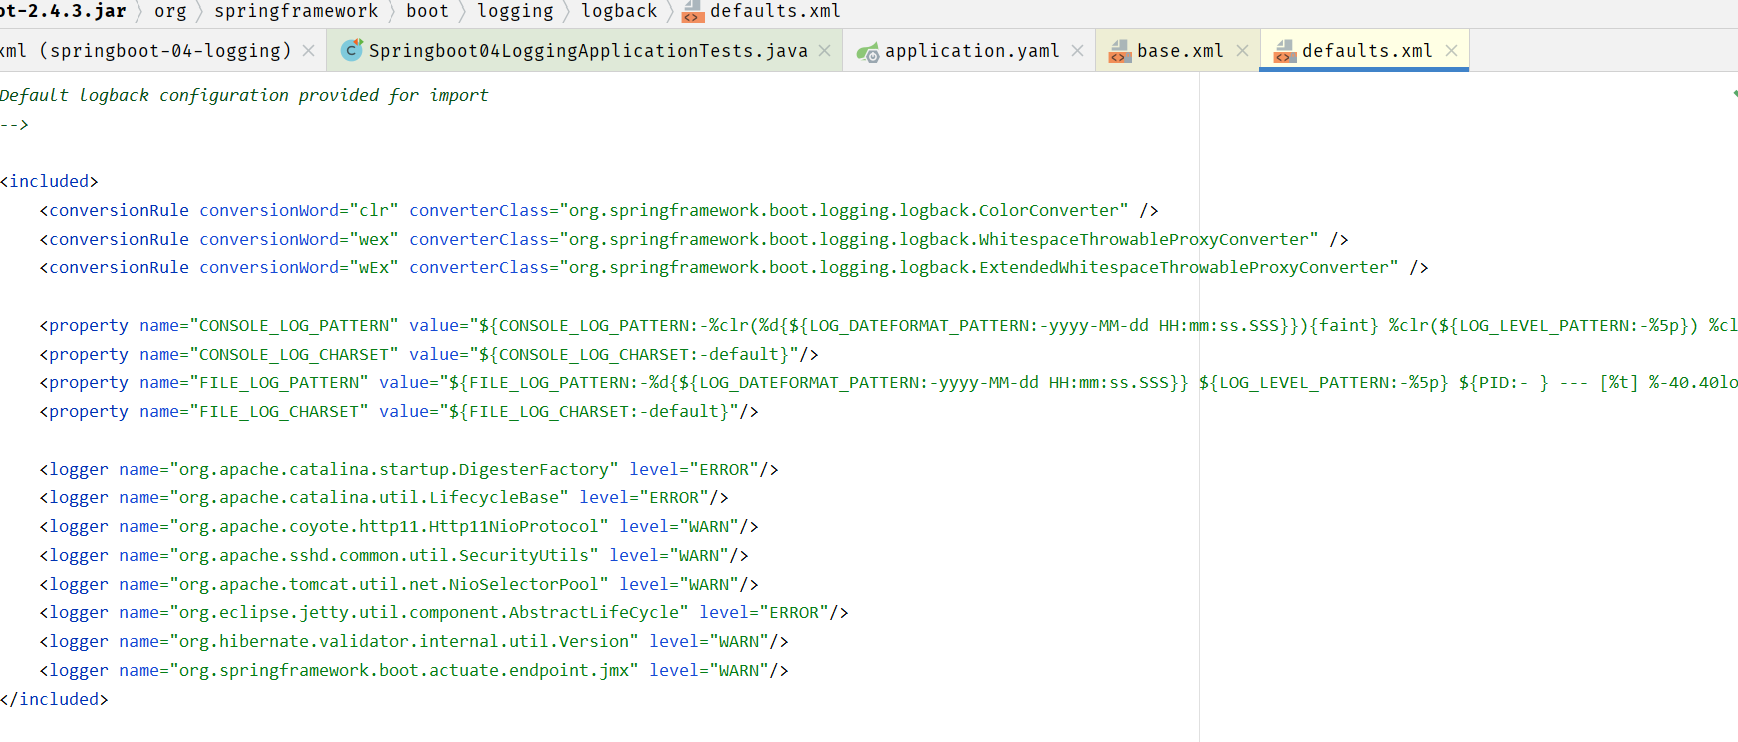 ot-2.4.3.jar org springframework boot logging logback defaults.xml
xml (springboot-04-logging) Springboot04LoggingApplicationTests.java application.yaml base.xml defaults.xml
Default logback configuration provided for import
-->
<included>
<conversionRule conversionWord="clr" converterClass="org.springframework.boot.logging.logback.ColorConverter" />
<conversionRule conversionWord="wex" converterClass="org.springframework.boot.logging.logback.WhitespaceThrowableProxyConverter" />
<conversionRule conversionWord="wEx" converterClass="org.springframework.boot.logging.logback.ExtendedWhitespaceThrowableProxyConverter" />
<property name="CONSOLE_LOG_PATTERN" value="${CONSOLE_LOG_PATTERN:-%clr(%d{${LOG_DATEFORMAT_PATTERN:-yyyy-MM-dd HH:mm:ss.SSS}}){faint} %clr(${LOG_LEVEL_PATTERN:-%5p}) %cl
<property name="CONSOLE_LOG_CHARSET" value="${CONSOLE_LOG_CHARSET:-default}"/>
<property name="FILE_LOG_PATTERN" value="${FILE_LOG_PATTERN:-%d{${LOG_DATEFORMAT_PATTERN:-yyyy-MM-dd HH:mm:ss.SSS}} ${LOG_LEVEL_PATTERN:-%5p} ${PID:- } --- [%t] %-40.40lo
<property name="FILE_LOG_CHARSET" value="${FILE_LOG_CHARSET:-default}"/>
<logger name="org.apache.catalina.startup.DigesterFactory" level="ERROR"/>
<logger name="org.apache.catalina.util.LifecycleBase" level="ERROR"/>
<logger name="org.apache.coyote.http11.Http11NioProtocol" level="WARN"/>
<logger name="org.apache.sshd.common.util.SecurityUtils" level="WARN"/>
<logger name="org.apache.tomcat.util.net.NioSelectorPool" level="WARN"/>
<logger name="org.eclipse.jetty.util.component.AbstractLifeCycle" level="ERROR"/>
<logger name="org.hibernate.validator.internal.util.Version" level="WARN"/>
<logger name="org.springframework.boot.actuate.endpoint.jmx" level="WARN"/>
</included>